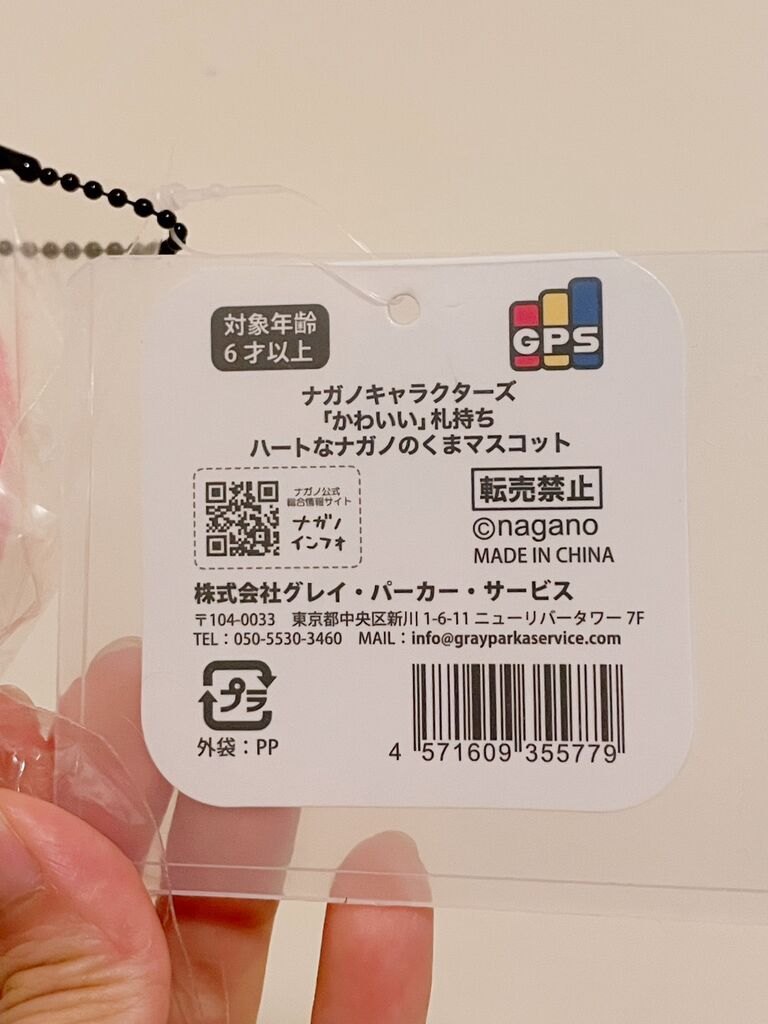 対象年齢
6才以上
GPS
ナガノキャラクターズ
「かわいい」札持ち
ハートなナガノのくまマスコット
ナガノ公式
総合情報サイト
ナガノ
インフォ
転売禁止
©nagano
MADE IN CHINA
株式会社グレイ・パーカー・サービス
〒104-0033 東京都中央区新川 1-6-11 ニューリバータワー 7F
TEL：050-5530-3460 MAIL：info@grayparkaservice.com
プラ
外袋：PP
4 571609 355779